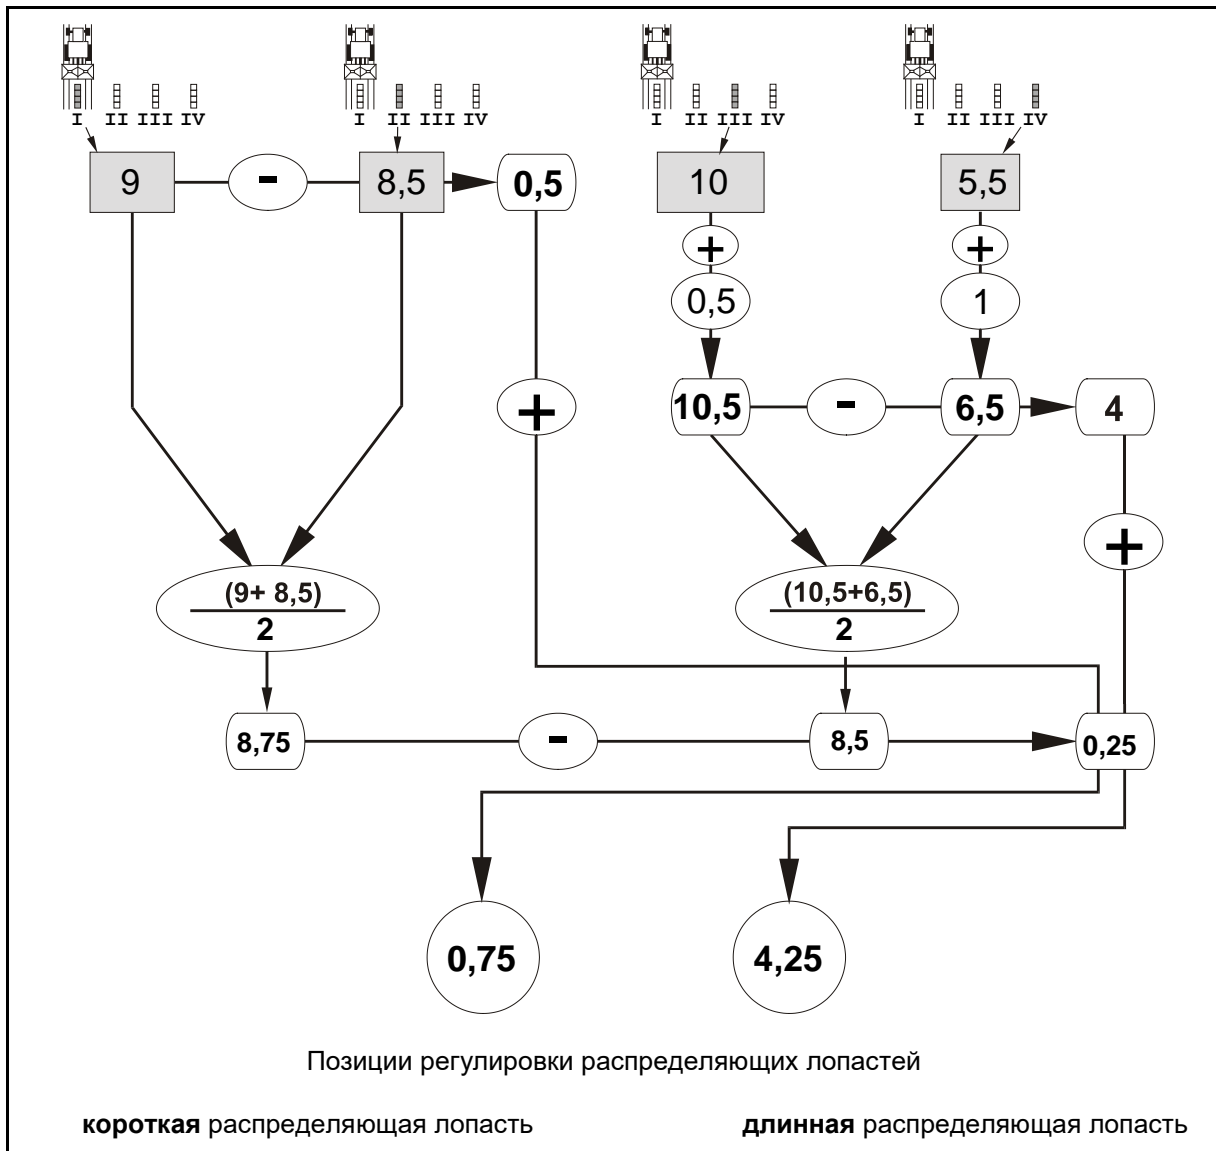 I II III IV I II III IV I II III IV I II III IV
9 - 8,5 0,5 10 5,5
+ +
0,5 1
+ 10,5 - 6,5 4
+
(9+ 8,5) (10,5+6,5)
2 2
8,75 - 8,5 0,25
0,75 4,25
Позиции регулировки распределяющих лопастей
короткая распределяющая лопасть длинная распределяющая лопасть